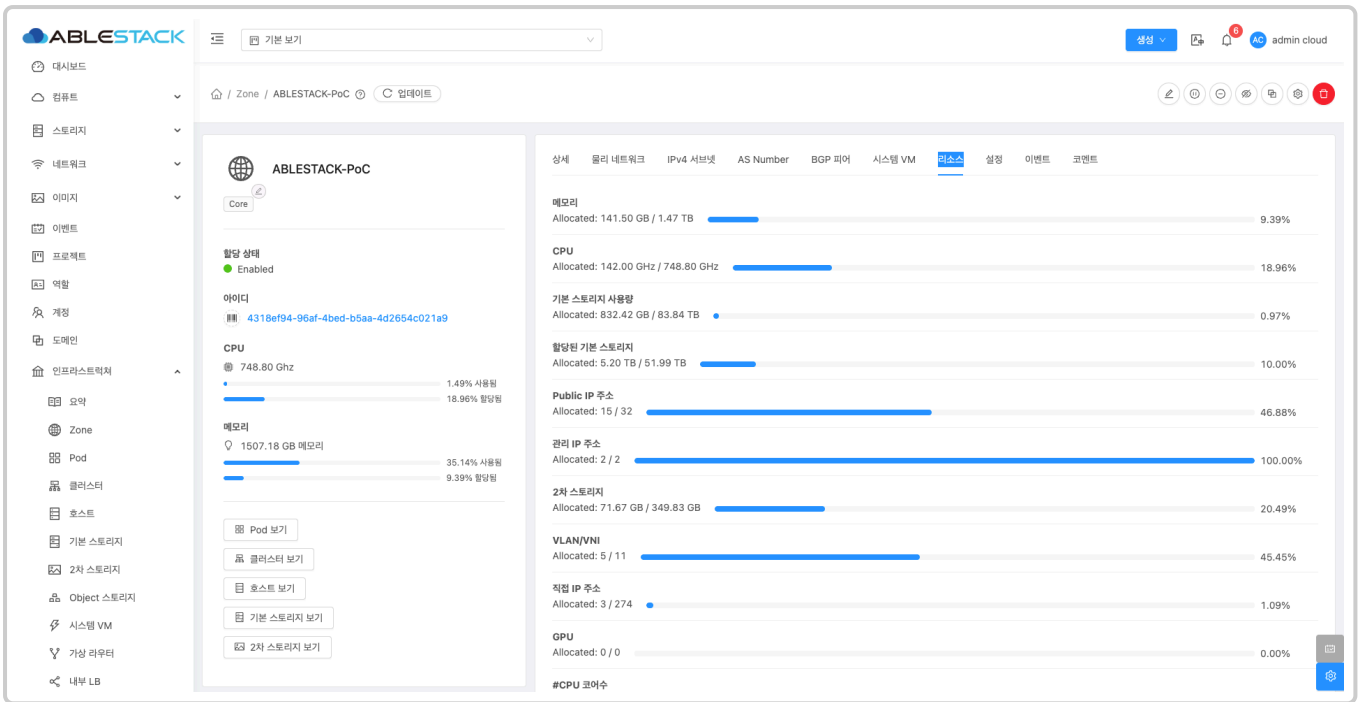 ABLESTACK
기본 보기
생성
6
AC
admin cloud
대시보드
컴퓨트
스토리지
네트워크
이미지
이벤트
프로젝트
역할
계정
도메인
인프라스트럭쳐
요약
Zone
Pod
클러스터
호스트
기본 스토리지
2차 스토리지
Object 스토리지
시스템 VM
가상 라우터
내부 LB
/ Zone / ABLESTACK-PoC
업데이트
ABLESTACK-PoC
Core
할당 상태
Enabled
아이디
4318ef94-96af-4bed-b5aa-4d2654c021a9
CPU
748.80 Ghz
1.49% 사용됨
18.96% 할당됨
메모리
1507.18 GB 메모리
35.14% 사용됨
9.39% 할당됨
Pod 보기
클러스터 보기
호스트 보기
기본 스토리지 보기
2차 스토리지 보기
상세 물리 네트워크 IPv4 서브넷 AS Number BGP 피어 시스템 VM 리소스 설정 이벤트 코멘트
메모리
Allocated: 141.50 GB / 1.47 TB 9.39%
CPU
Allocated: 142.00 GHz / 748.80 GHz 18.96%
기본 스토리지 사용량
Allocated: 832.42 GB / 83.84 TB 0.97%
할당된 기본 스토리지
Allocated: 5.20 TB / 51.99 TB 10.00%
Public IP 주소
Allocated: 15 / 32 46.88%
관리 IP 주소
Allocated: 2 / 2 100.00%
2차 스토리지
Allocated: 71.67 GB / 349.83 GB 20.49%
VLAN/VNI
Allocated: 5 / 11 45.45%
직접 IP 주소
Allocated: 3 / 274 1.09%
GPU
Allocated: 0 / 0 0.00%
#CPU 코어수